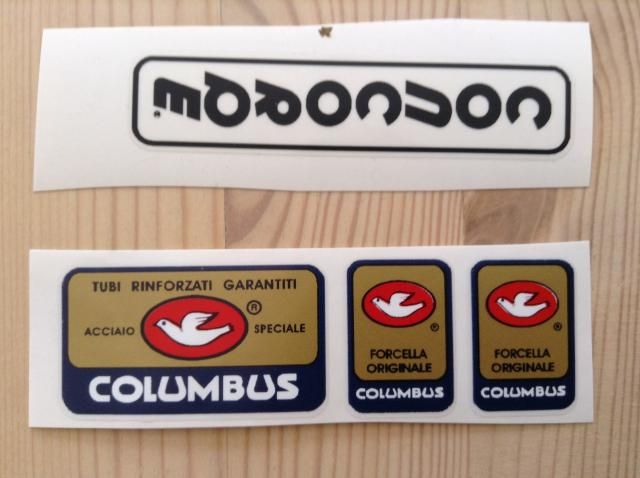 CONCORDE
TUBI RINFORZATI GARANTITI
®
ACCIAIO SPECIALE
COLUMBUS
®
FORCELLA
ORIGINALE
COLUMBUS
®
FORCELLA
ORIGINALE
COLUMBUS